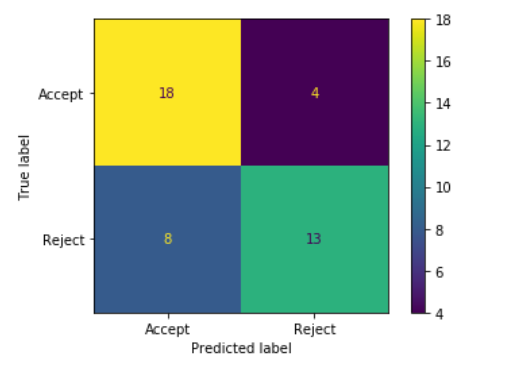 18
16
14
12
10
8
6
4
Accept
Reject
True label
18
4
8
13
Accept
Reject
Predicted label